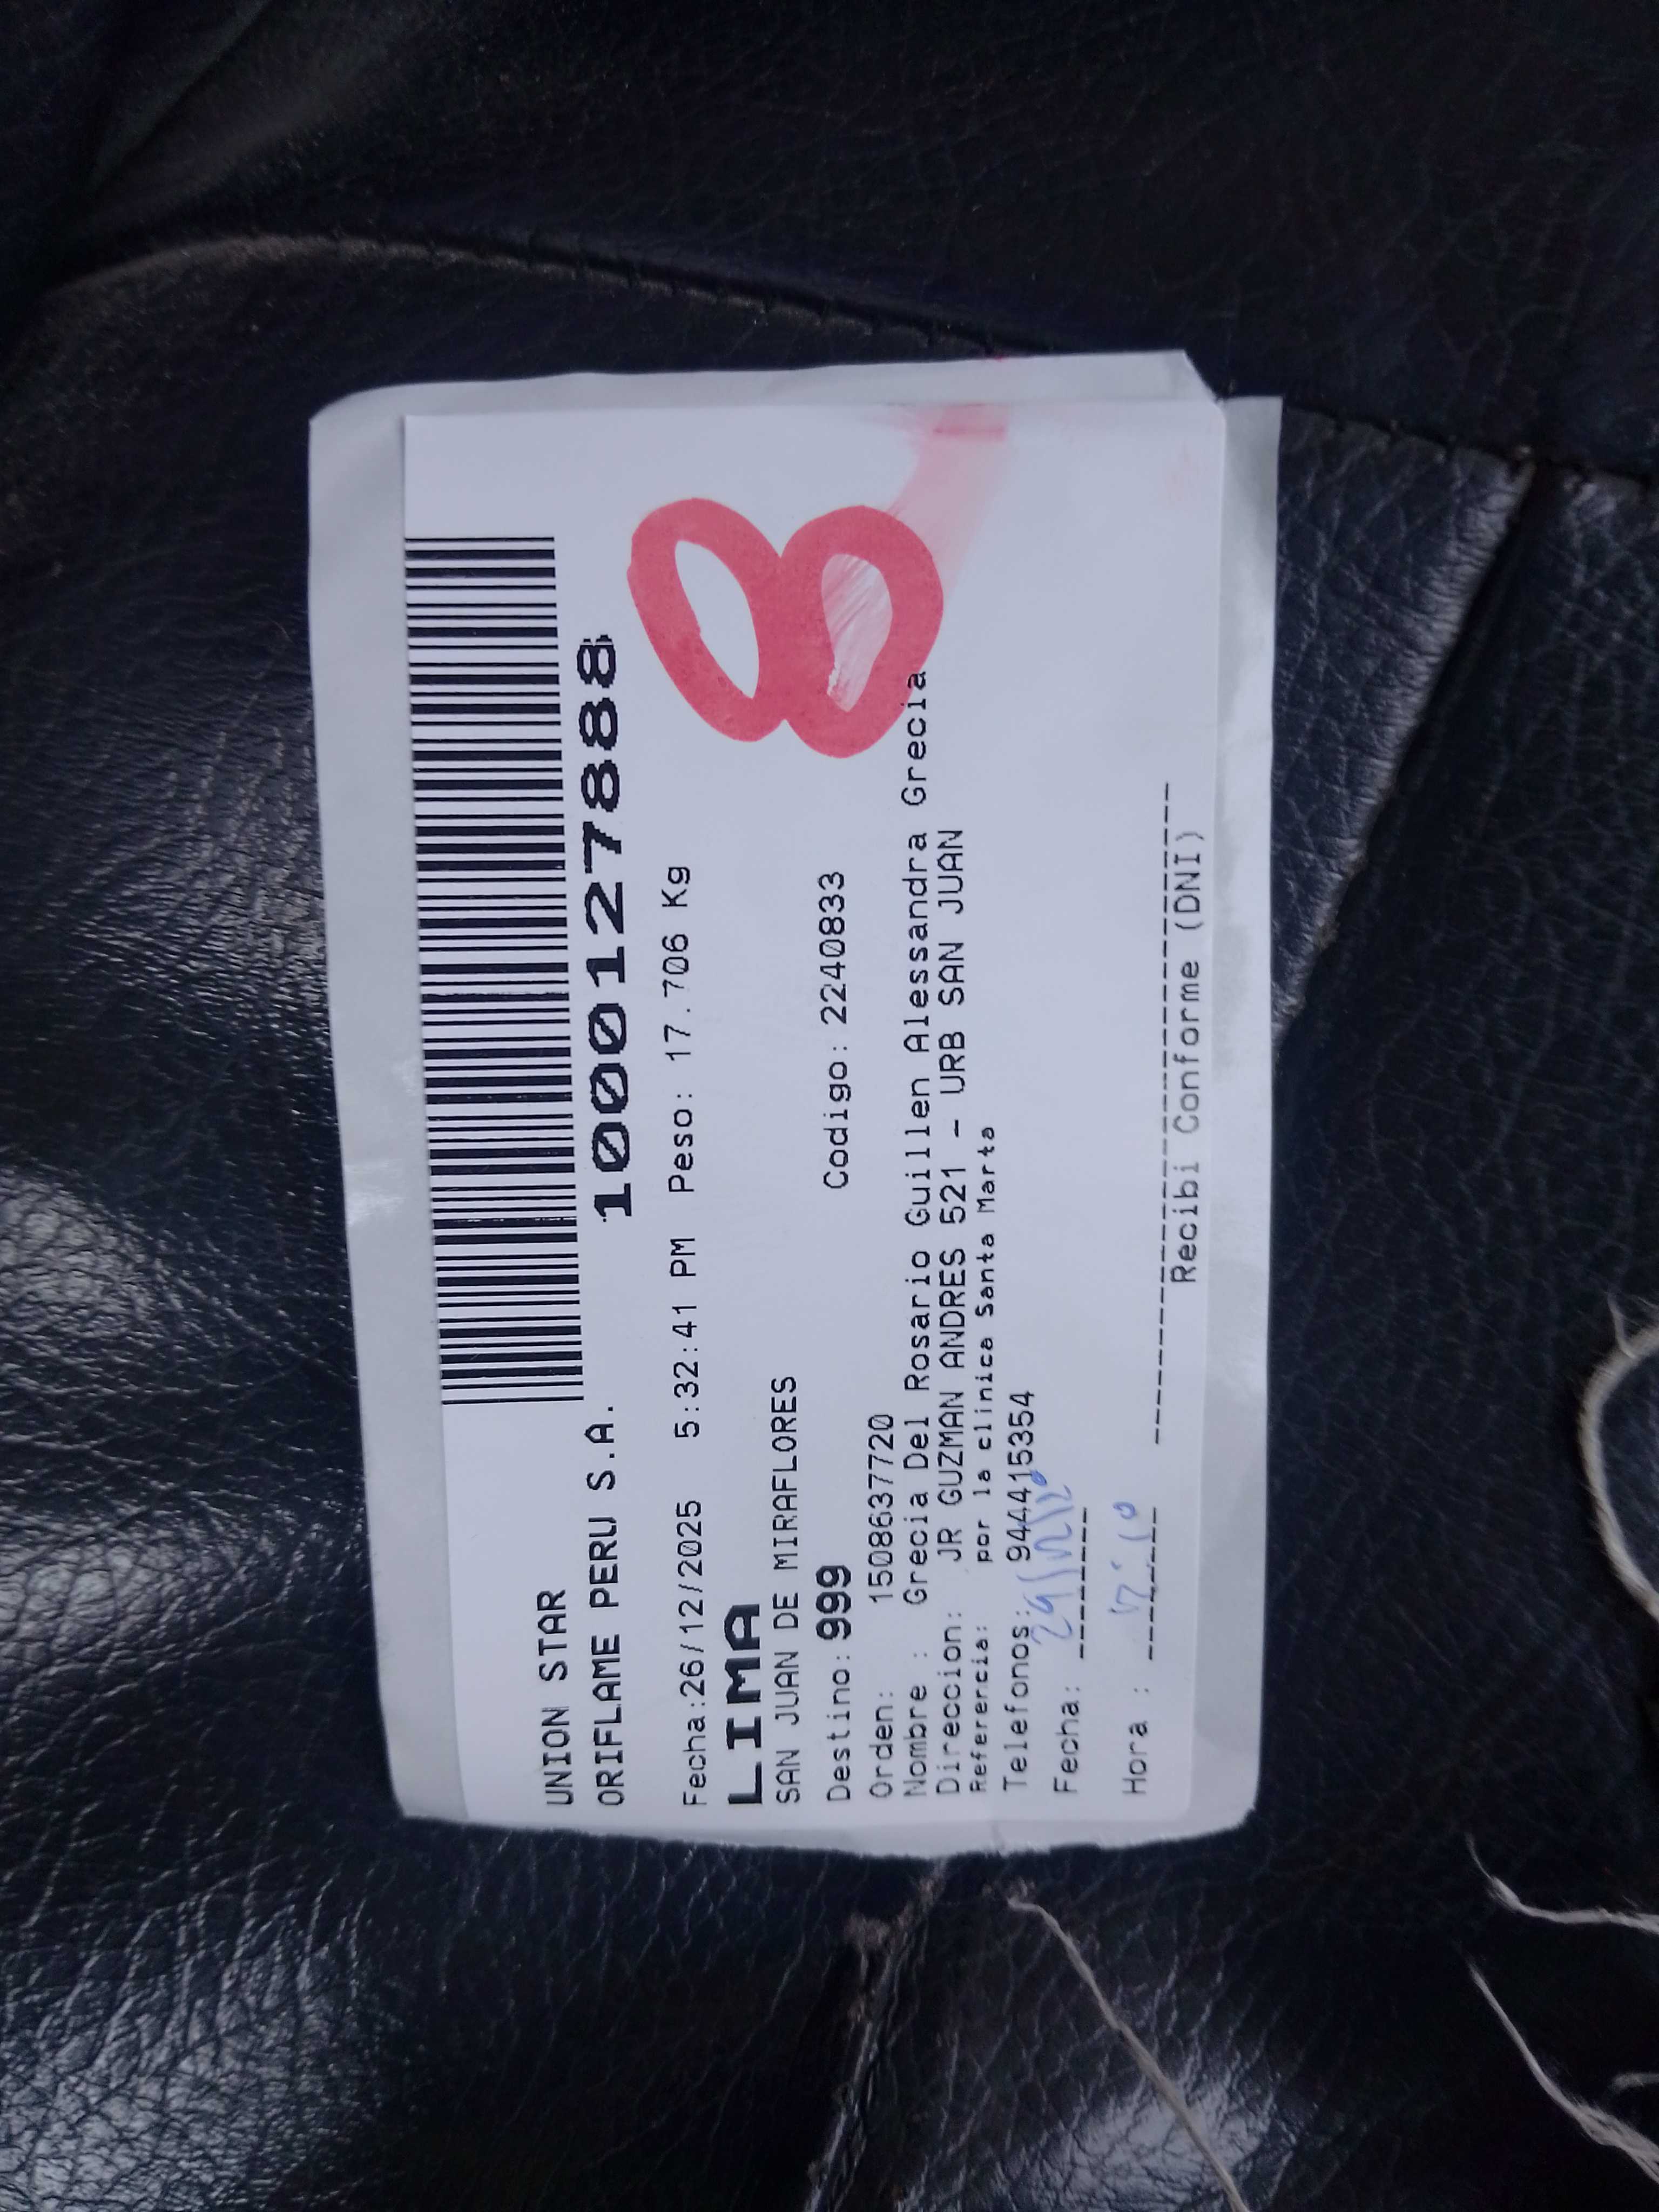 UNION STAR
ORIFLAME PERU S.A. 1000127888
Fecha:26/12/2025 5:32:41 PM Peso: 17.706 Kg
8
LIMA
SAN JUAN DE MIRAFLORES
Destino: 999 Codigo: 2240833
Orden: 1508637720
Nombre : Grecia Del Rosario Guillen Alessandra Grecia
Direccion: JR GUZMAN ANDRES 521 - URB SAN JUAN
Referencia: por la clinica Santa Marta
Telefonos: 944415354
Fecha:
Hora :
Recibi Conforme (DNI)